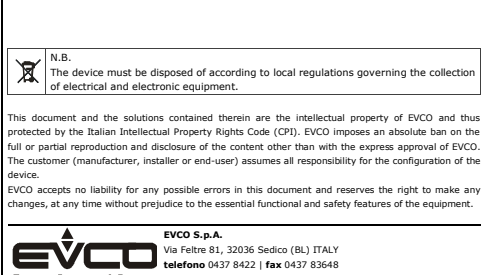 N.B.
The device must be disposed of according to local regulations governing the collection
of electrical and electronic equipment.
This document and the solutions contained therein are the intellectual property of EVCO and thus
protected by the Italian Intellectual Property Rights Code (CPI). EVCO imposes an absolute ban on the
full or partial reproduction and disclosure of the content other than with the express approval of EVCO.
The customer (manufacturer, installer or end-user) assumes all responsibility for the configuration of the
device.
EVCO accepts no liability for any possible errors in this document and reserves the right to make any
changes, at any time without prejudice to the essential functional and safety features of the equipment.
EVCO
EVCO S.p.A.
Via Feltre 81, 32036 Sedico (BL) ITALY
telefono 0437 8422 | fax 0437 83648